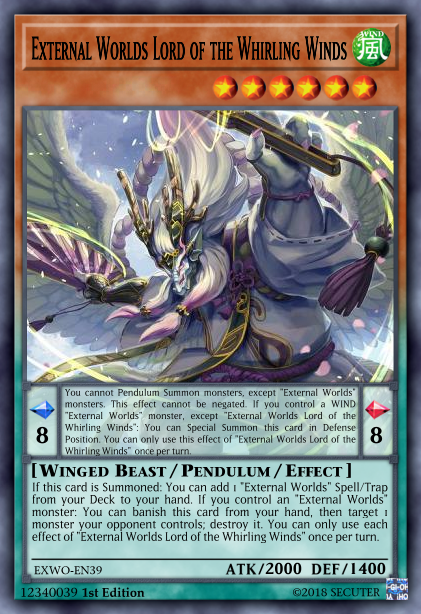 External Worlds Lord of the Whirling Winds
WIND
風
You cannot Pendulum Summon monsters, except "External Worlds"
monsters. This effect cannot be negated. If you control a WIND
"External Worlds" monster, except "External Worlds Lord of the
Whirling Winds": You can Special Summon this card in Defense
Position. You can only use this effect of "External Worlds Lord of the
Whirling Winds" once per turn.
8
8
[Winged Beast / Pendulum / Effect]
If this card is Summoned: You can add 1 "External Worlds" Spell/Trap
from your Deck to your hand. If you control an "External Worlds"
monster: You can banish this card from your hand, then target 1
monster your opponent controls; destroy it. You can only use each
effect of "External Worlds Lord of the Whirling Winds" once per turn.
EXWO-EN39
ATK/2000 DEF/1400
12340039 1st Edition
©2018 SECUTER